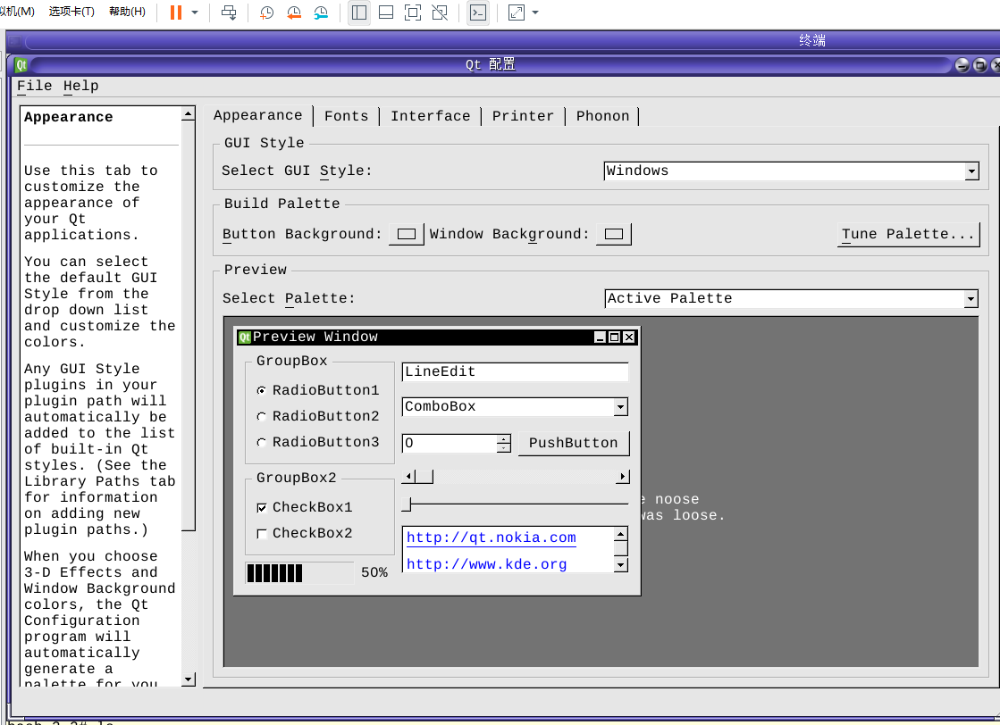 拟机(M) 选项卡(T) 帮助(H)
终端
Qt 配置
File Help
Appearance
Use this tab to
customize the
appearance of
your Qt
applications.
You can select
the default GUI
Style from the
drop down list
and customize the
colors.
Any GUI Style
plugins in your
plugin path will
automatically be
added to the list
of built-in Qt
styles. (See the
Library Paths tab
for information
on adding new
plugin paths.)
When you choose
3-D Effects and
Window Background
colors, the Qt
Configuration
program will
automatically
generate a
palette for you
Appearance Fonts Interface Printer Phonon
GUI Style
Select GUI Style: Windows
Build Palette
Button Background: Window Background: Tune Palette...
Preview
Select Palette: Active Palette
Qt Preview Window
GroupBox
RadioButton1
RadioButton2
RadioButton3
GroupBox2
CheckBox1
CheckBox2
50%
LineEdit
ComboBox
0 PushButton
http://qt.nokia.com
http://www.kde.org
noose
was loose.